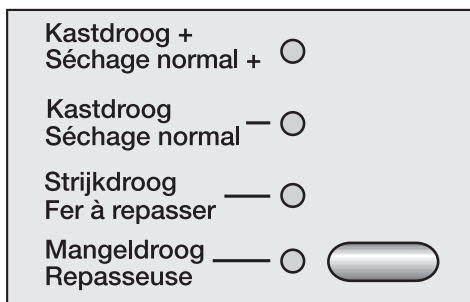 Kastdroog +
Séchage normal +
Kastdroog
Séchage normal
Strijkdroog
Fer à repasser
Mangeldroog
Repasseuse